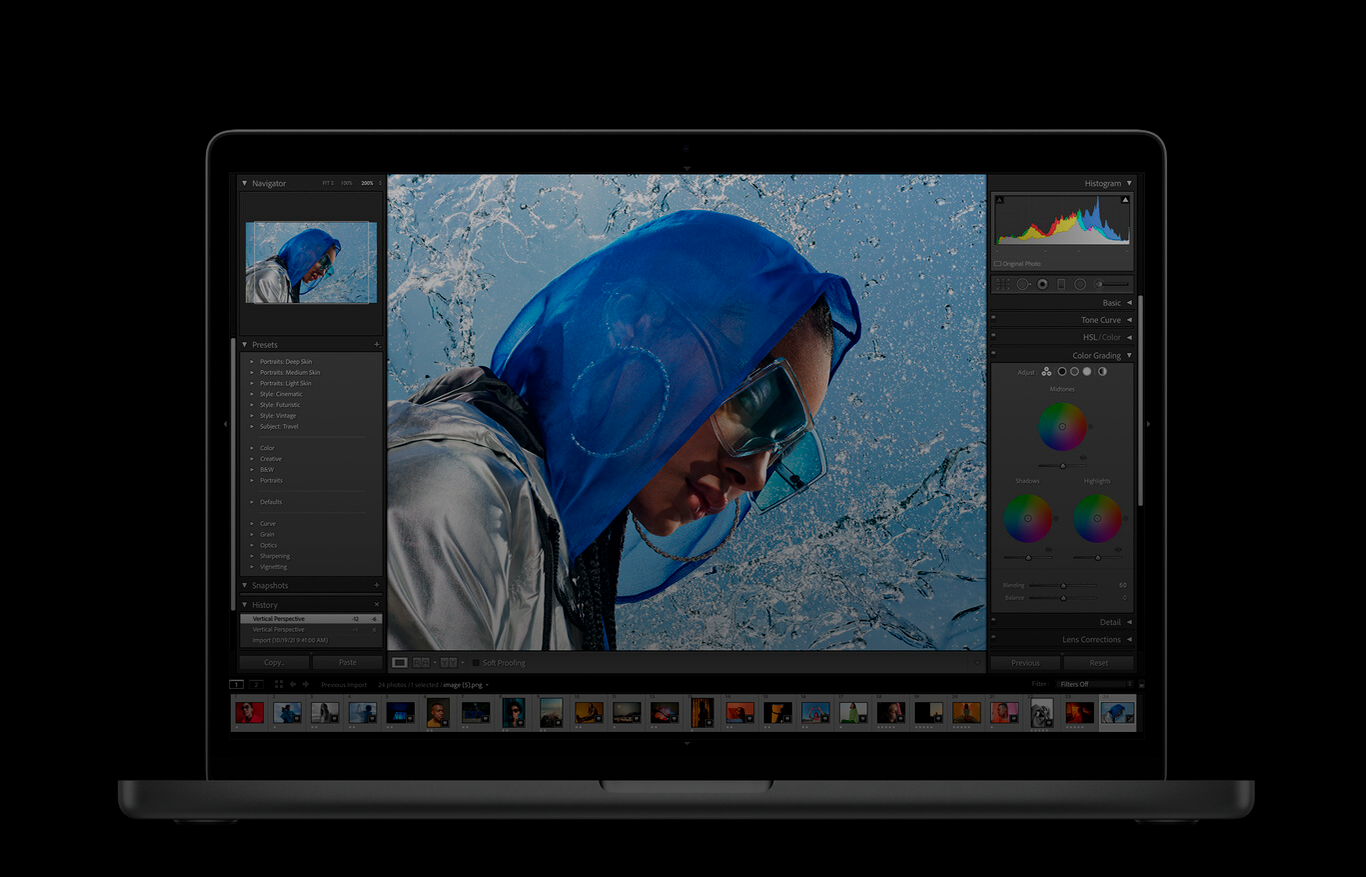 Navigator
FIT 100% 200%
Presets
Portraits: Deep Skin
Portraits: Medium Skin
Portraits: Light Skin
Style: Cinematic
Style: Futuristic
Style: Vintage
Subject: Travel
Color
Creative
B&W
Portraits
Defaults
Curve
Grain
Optics
Sharpening
Vignetting
Snapshots
History
Vertical Perspective -12 -6
Vertical Perspective
Import (10/19/21 9:41:00 AM)
Copy... Paste
Soft Proofing
Histogram
Original Photo
Basic
Tone Curve
HSL / Color
Color Grading
Adjust
Midtones
Shadows Highlights
Blending 50
Balance 0
Detail
Lens Corrections
Previous Reset
1 2 Previous Import 24 photos / 1 selected / image (5).png Filter : Filters Off